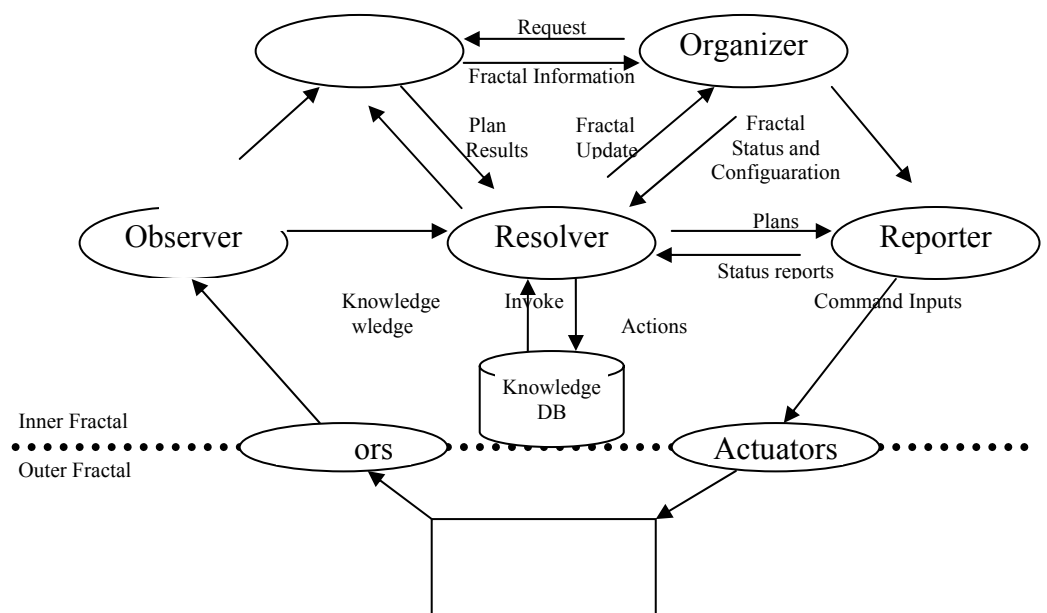 Request
Organizer
Fractal Information
Plan
Results
Fractal
Update
Fractal
Status and
Configuaration
Observer
Resolver
Plans
Reporter
Status reports
Knowledge
wledge
Invoke
Actions
Command Inputs
Knowledge
DB
Inner Fractal
ors
Actuators
Outer Fractal